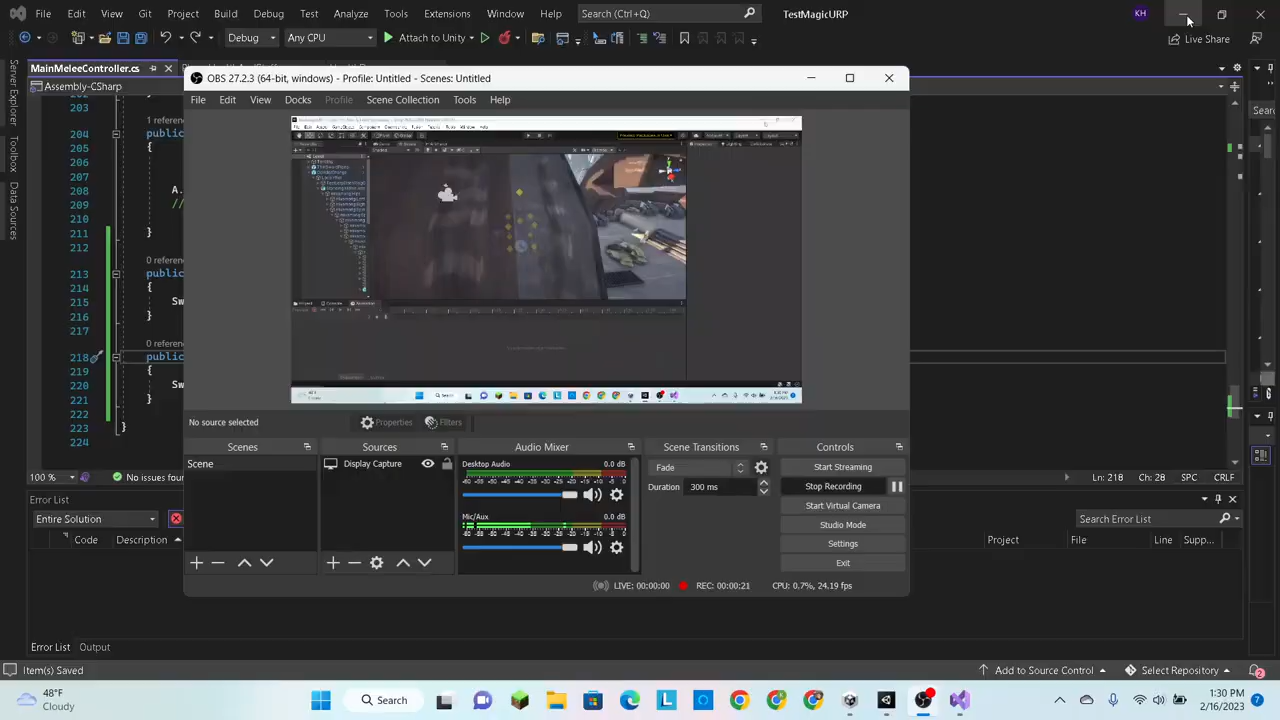 File Edit View Git Project Build Debug Test Analyze Tools Extensions Window Help Search (Ctrl+Q) TestMagicURP KH
Debug Any CPU Attach to Unity Live Share
MainMeleeController.cs
Assembly-CSharp
Server Explorer
Toolbox
Data Sources
203
1 reference
204 public
205
206
208 A.
209 //
210
211 }
212
0 references
213 public
214 {
215 Sw
216 }
217
0 references
218 public
219 {
220 Sw
221 }
222
223 }
224
100 % No issues found
Ln: 218 Ch: 28 SPC CRLF
Error List
Entire Solution
Search Error List
Code Description Project File Line Supp...
Error List Output
Item(s) Saved
Add to Source Control Select Repository
OBS 27.2.3 (64-bit, windows) - Profile: Untitled - Scenes: Untitled
File Edit View Docks Profile Scene Collection Tools Help
No source selected Properties Filters
Scenes Sources Audio Mixer Scene Transitions Controls
Scene
Display Capture
Desktop Audio 0.0 dB
Mic/Aux 0.0 dB
Fade
Duration 300 ms
Start Streaming
Stop Recording
Start Virtual Camera
Studio Mode
Settings
Exit
LIVE: 00:00:00 REC: 00:00:21 CPU: 0.7%, 24.19 fps
48°F
Cloudy
Search
1:30 PM
2/16/2023